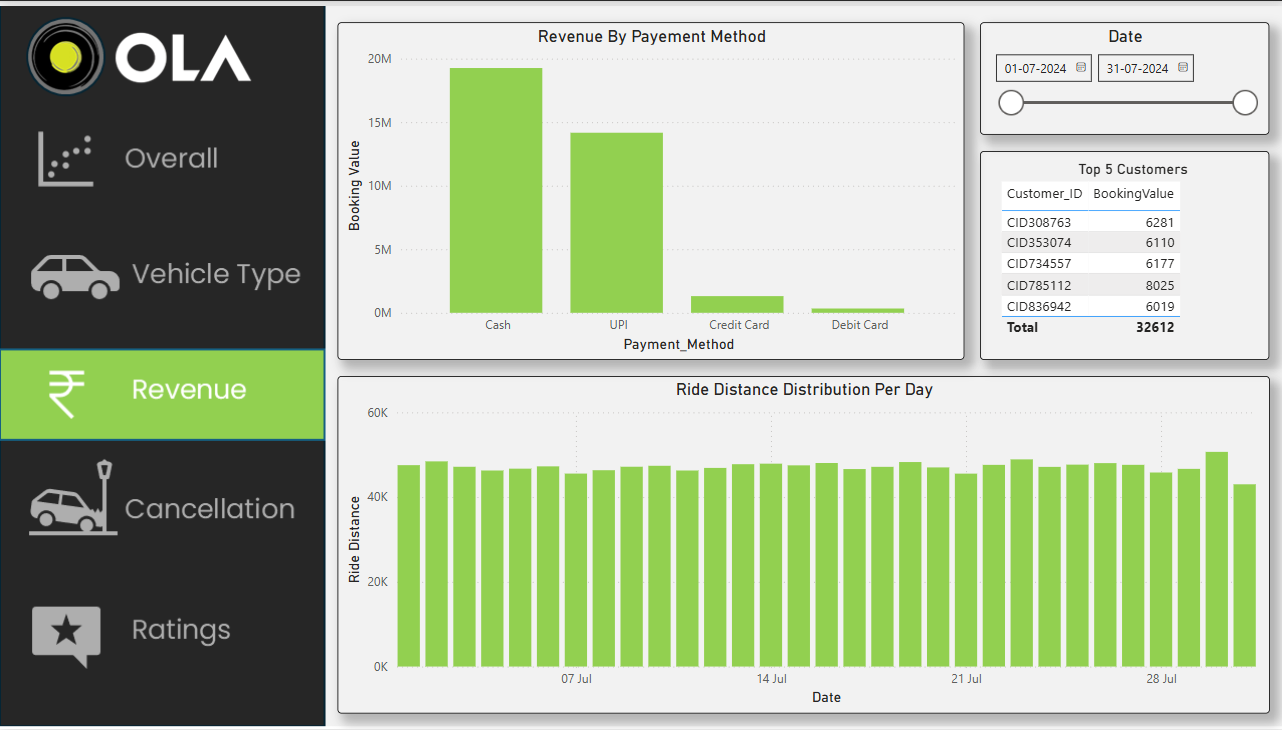 OLA
Overall
Vehicle Type
Revenue
Cancellation
Ratings
Revenue By Payement Method
20M
15M
10M
5M
0M
Booking Value
Cash UPI Credit Card Debit Card
Payment_Method
Date
01-07-2024 31-07-2024
Top 5 Customers
Customer_ID BookingValue
CID308763 6281
CID353074 6110
CID734557 6177
CID785112 8025
CID836942 6019
Total 32612
Ride Distance Distribution Per Day
60K
40K
20K
0K
Ride Distance
07 Jul 14 Jul 21 Jul 28 Jul
Date